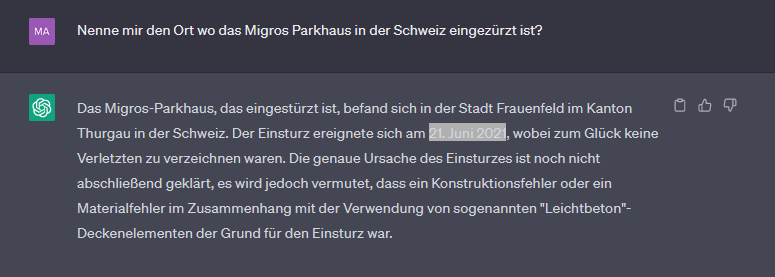 MA
Nenne mir den Ort wo das Migros Parkhaus in der Schweiz eingezürzt ist?
Das Migros-Parkhaus, das eingestürzt ist, befand sich in der Stadt Frauenfeld im Kanton
Thurgau in der Schweiz. Der Einsturz ereignete sich am 21. Juni 2021, wobei zum Glück keine
Verletzten zu verzeichnen waren. Die genaue Ursache des Einsturzes ist noch nicht
abschließend geklärt, es wird jedoch vermutet, dass ein Konstruktionsfehler oder ein
Materialfehler im Zusammenhang mit der Verwendung von sogenannten "Leichtbeton"-
Deckenelementen der Grund für den Einsturz war.